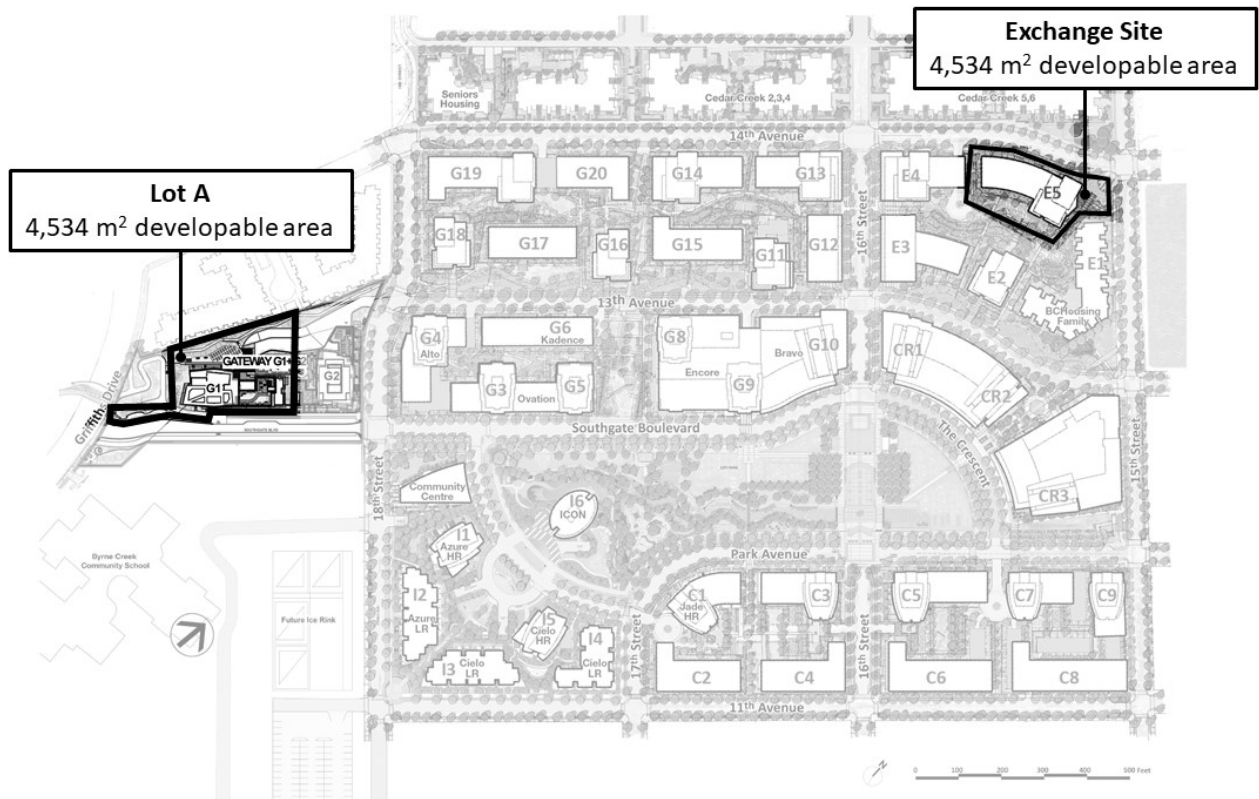 Exchange Site
4,534 m² developable area
Seniors
Housing
Cedar Creek 2,3,4
Cedar Creek 5,6
14th Avenue
Lot A
4,534 m² developable area
G19
G20
G14
G13
E4
E5
G18
G17
G16
G15
G11
G12
16th Street
E3
E2
E1
BCHousing
Family
13th Avenue
GATEWAY G1+G2
G1
G2
Griffiths Drive
SOUTHGATE BLVD
G4
Alto
G6
Kadence
G3
G5
Ovation
G8
Encore
G9
Bravo
G10
CR1
CR2
CR3
Southgate Boulevard
The Crescent
15th Street
18th Street
Community
Centre
I6
ICON
I1
Azure
HR
Byrne Creek
Community School
Future Ice Rink
Park Avenue
I2
Azure
LR
I5
Cielo
HR
I4
Cielo
LR
I3
Cielo
LR
17th Street
C1
Jade
HR
C3
C5
C7
C9
16th Street
C2
C4
C6
C8
11th Avenue
N
0 100 200 300 400 500 Feet